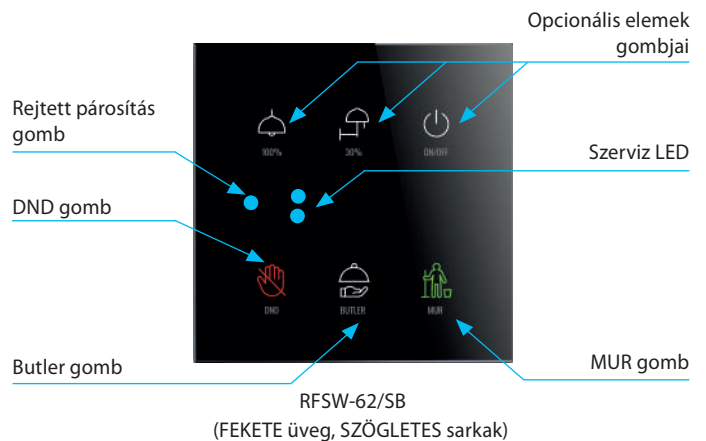 Opcionális elemek
gombjai
Rejtett párosítás
gomb
100%
30%
ON/OFF
Szerviz LED
DND gomb
DND
BUTLER
MUR
Butler gomb
MUR gomb
RFSW-62/SB
(FEKETE üveg, SZÖGLETES sarkak)